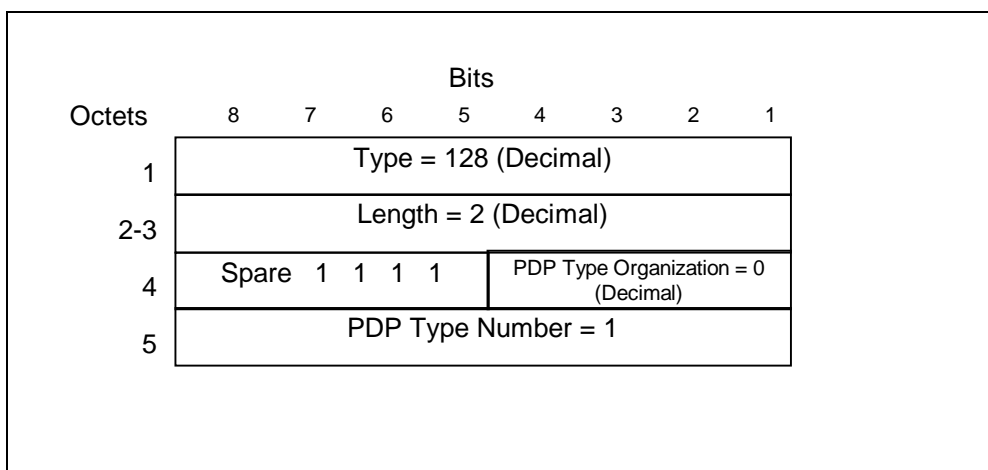 Bits
Octets 8 7 6 5 4 3 2 1
1 Type = 128 (Decimal)
2-3 Length = 2 (Decimal)
4 Spare 1 1 1 1 PDP Type Organization = 0
(Decimal)
5 PDP Type Number = 1